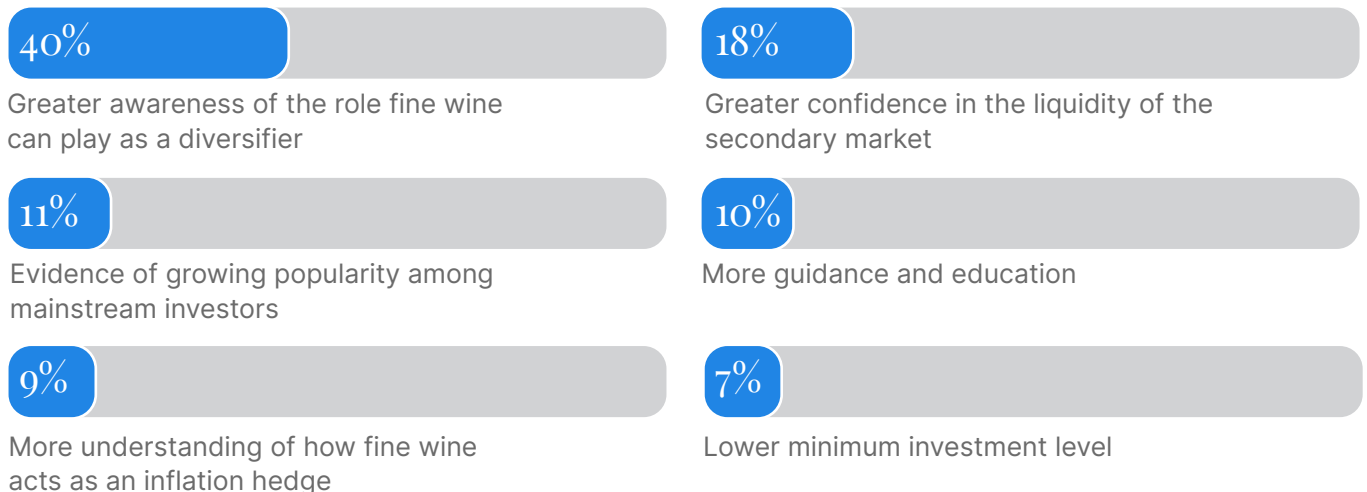 40%
Greater awareness of the role fine wine
can play as a diversifier
18%
Greater confidence in the liquidity of the
secondary market
11%
Evidence of growing popularity among
mainstream investors
10%
More guidance and education
9%
More understanding of how fine wine
acts as an inflation hedge
7%
Lower minimum investment level